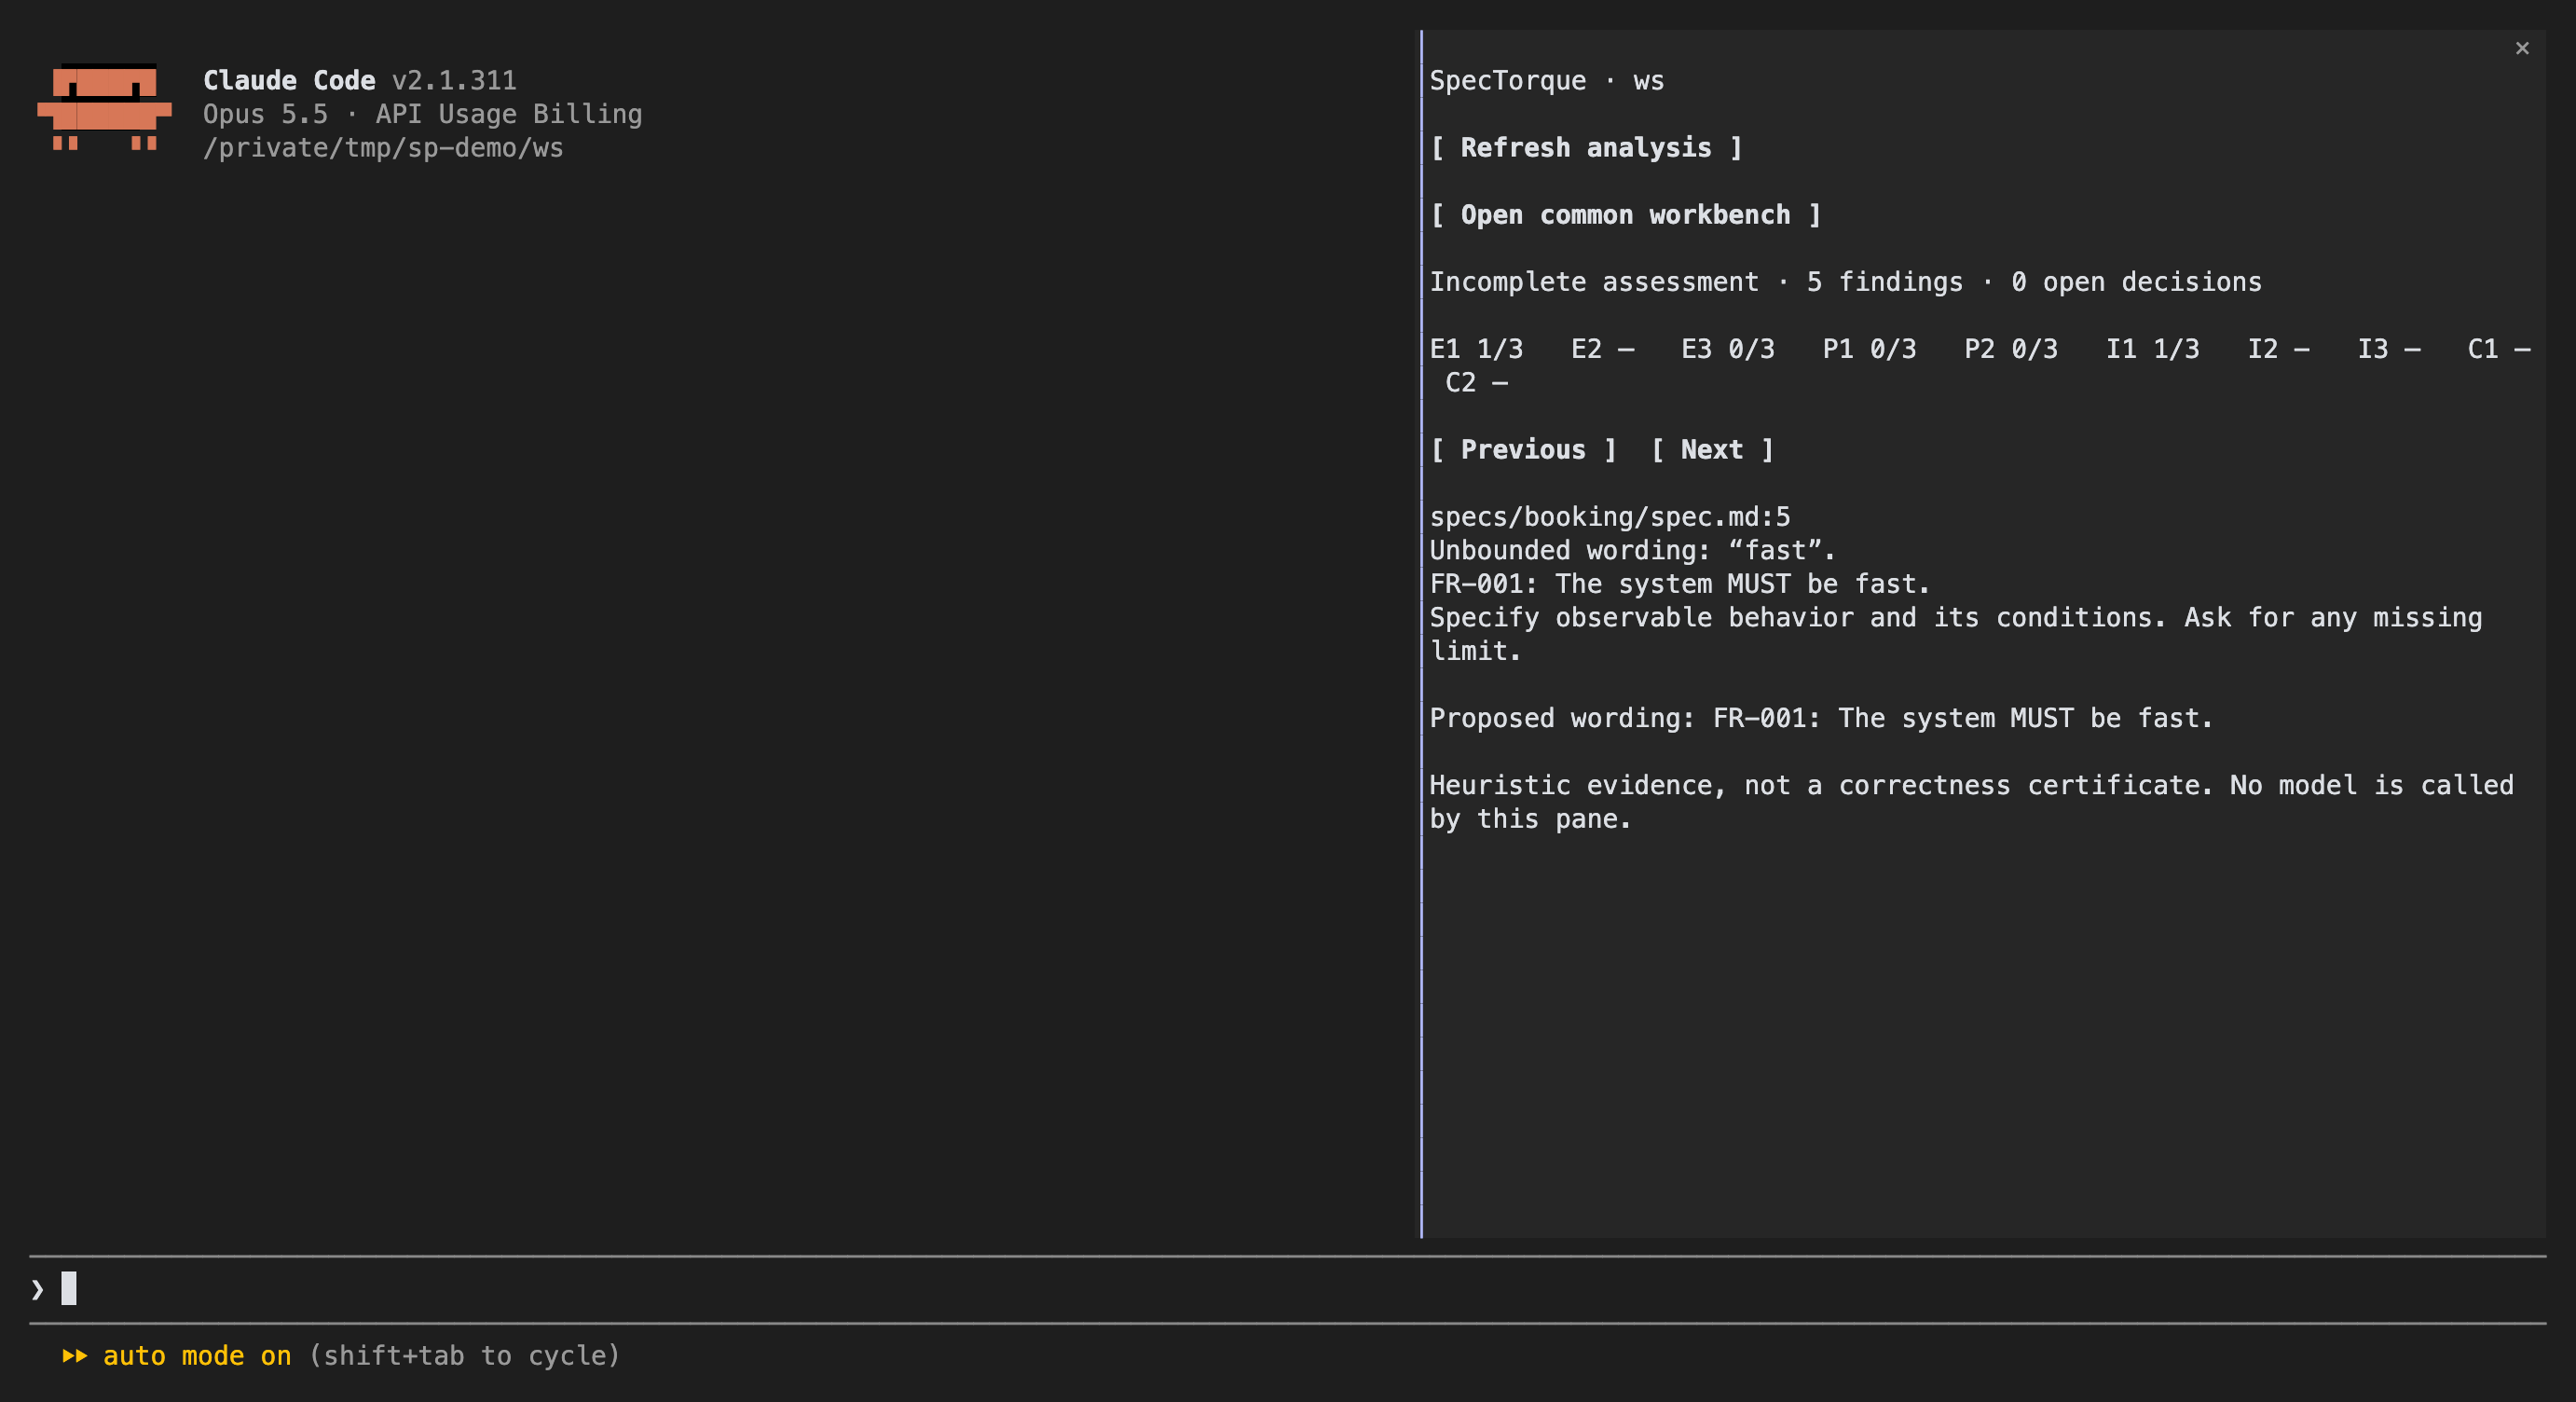 Claude Code v2.1.311
Opus 5.5 · API Usage Billing
/private/tmp/sp-demo/ws
×
SpecTorque · ws
[ Refresh analysis ]
[ Open common workbench ]
Incomplete assessment · 5 findings · 0 open decisions
E1 1/3   E2 —   E3 0/3   P1 0/3   P2 0/3   I1 1/3   I2 —   I3 —   C1 —
C2 —
[ Previous ]  [ Next ]
specs/booking/spec.md:5
Unbounded wording: “fast”.
FR-001: The system MUST be fast.
Specify observable behavior and its conditions. Ask for any missing
limit.
Proposed wording: FR-001: The system MUST be fast.
Heuristic evidence, not a correctness certificate. No model is called
by this pane.
❯
⏵⏵ auto mode on (shift+tab to cycle)